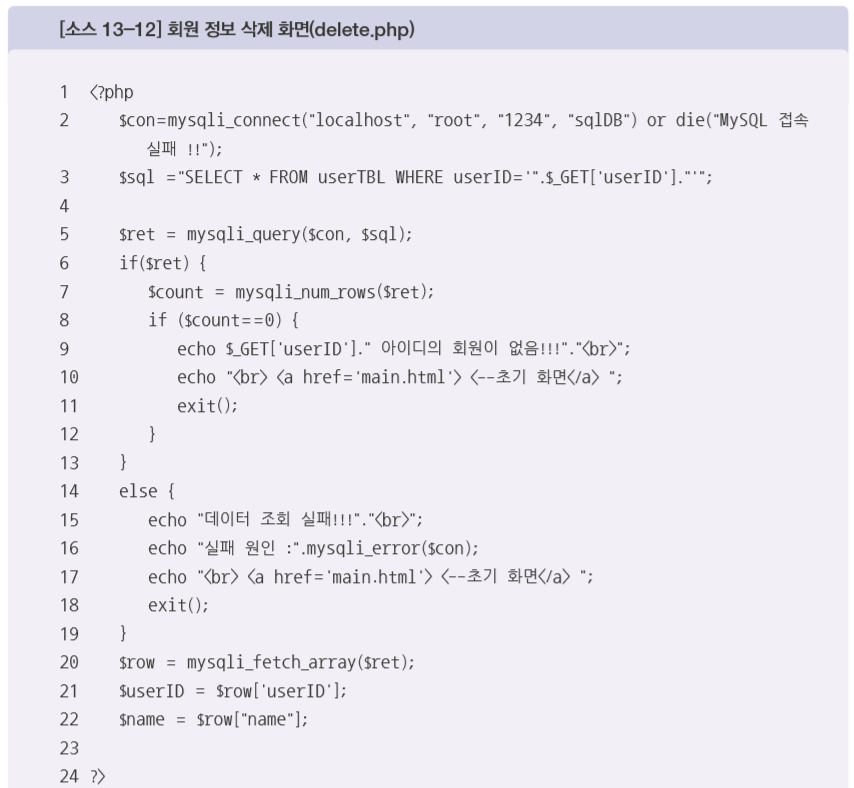 [소스 13-12] 회원 정보 삭제 화면(delete.php)
1 <?php
2 $con=mysqli_connect("localhost", "root", "1234", "sqlDB") or die("MySQL 접속
실패 !!");
3 $sql ="SELECT * FROM userTBL WHERE userID='".$_GET['userID']."'";
4
5 $ret = mysqli_query($con, $sql);
6 if($ret) {
7 $count = mysqli_num_rows($ret);
8 if ($count==0) {
9 echo $_GET['userID']." 아이디의 회원이 없음!!!"."<br>";
10 echo "<br> <a href='main.html'> <--초기 화면</a> ";
11 exit();
12 }
13 }
14 else {
15 echo "데이터 조회 실패!!!"."<br>";
16 echo "실패 원인 :".mysqli_error($con);
17 echo "<br> <a href='main.html'> <--초기 화면</a> ";
18 exit();
19 }
20 $row = mysqli_fetch_array($ret);
21 $userID = $row['userID'];
22 $name = $row["name"];
23
24 ?>